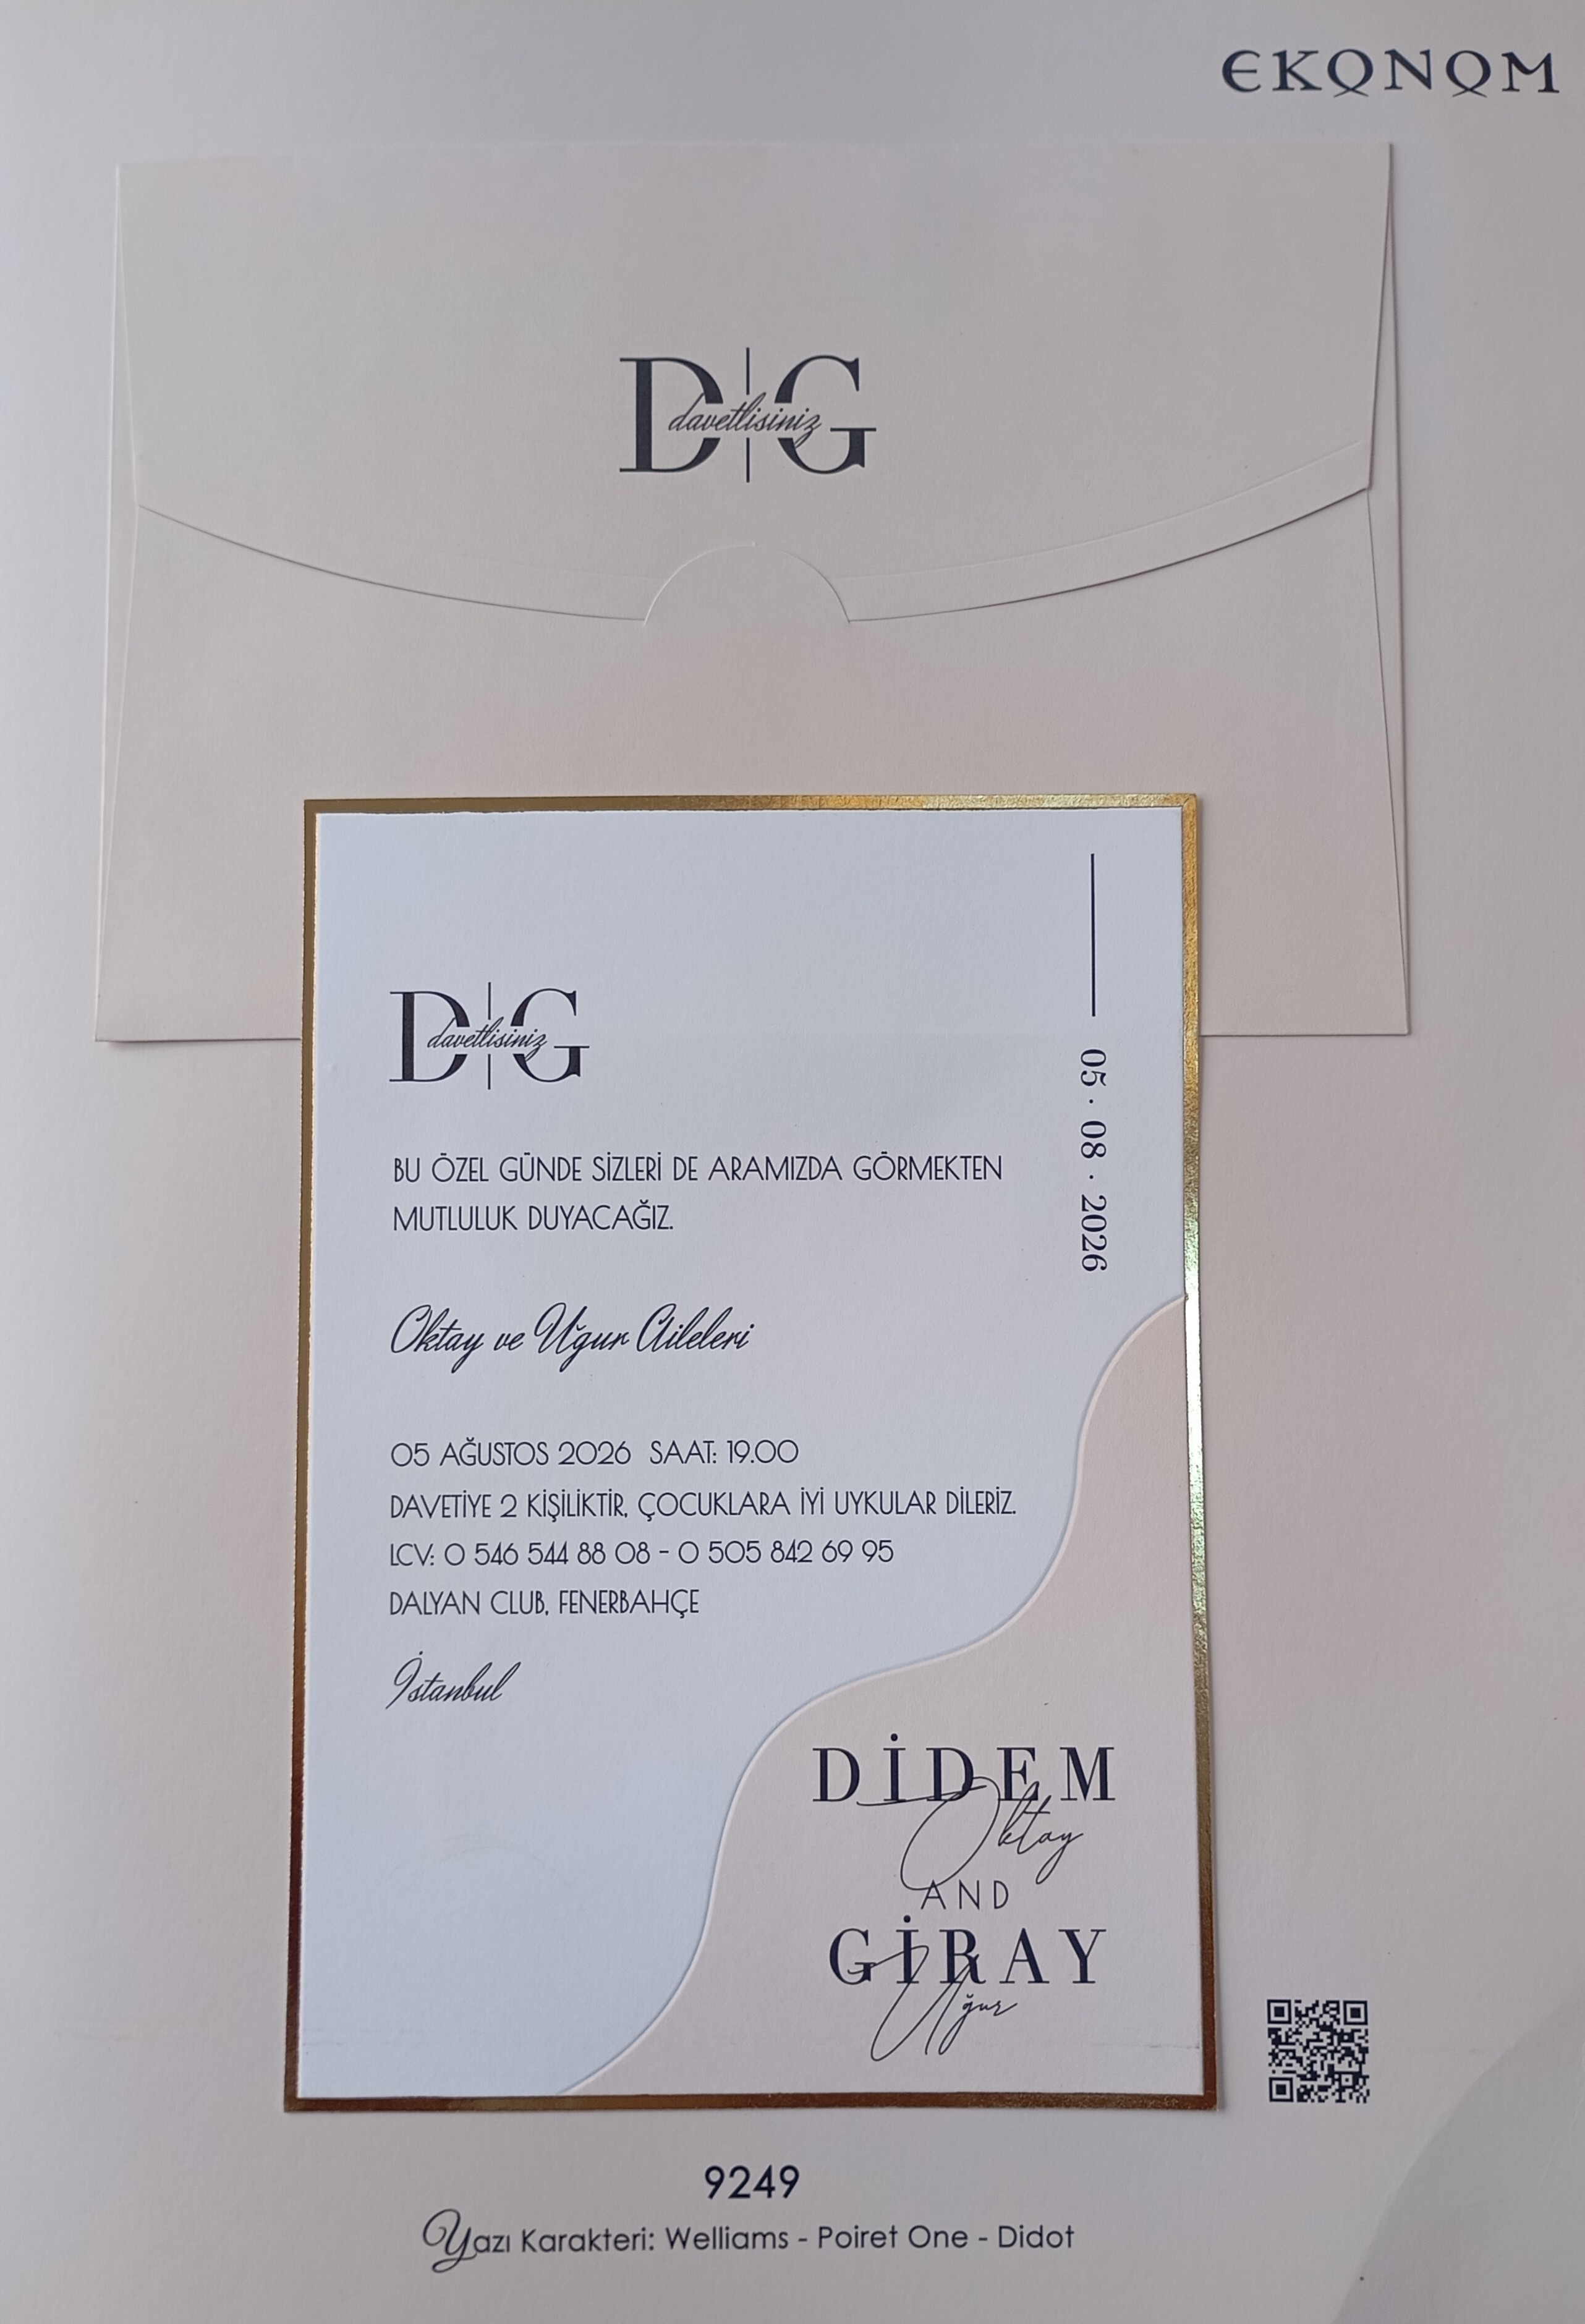 EKONOM
D|G
davetlisiniz
D|G
davetlisiniz
05 · 08 · 2026
BU ÖZEL GÜNDE SİZLERİ DE ARAMIZDA GÖRMEKTEN
MUTLULUK DUYACAĞIZ.
Oktay ve Uğur Aileleri
05 AĞUSTOS 2026 SAAT: 19.00
DAVETİYE 2 KİŞİLİKTİR, ÇOCUKLARA İYİ UYKULAR DİLERİZ.
LCV: 0 546 544 88 08 - 0 505 842 69 95
DALYAN CLUB, FENERBAHÇE
İstanbul
DİDEM
Oktay
AND
GİRAY
Uğur
9249
Yazı Karakteri: Welliams - Poiret One - Didot